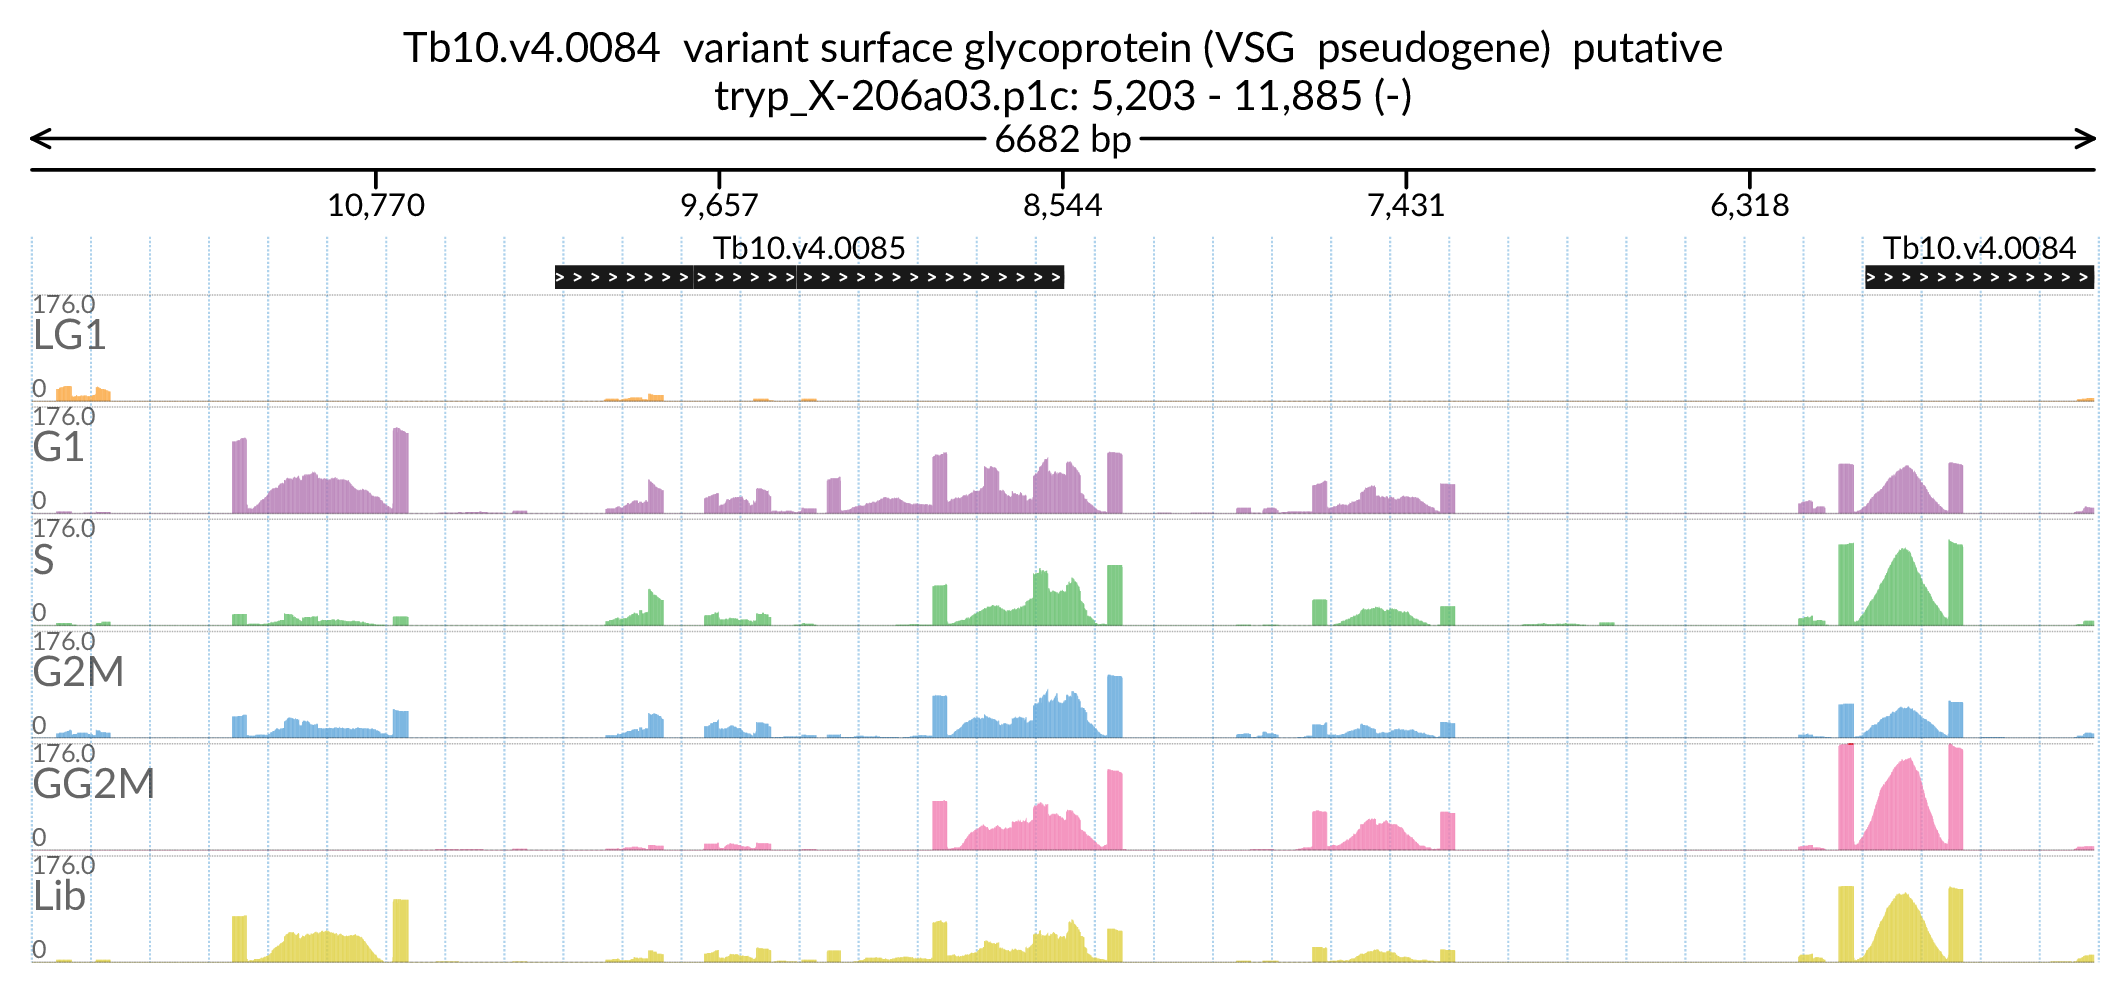 Tb10.v4.0084  variant surface glycoprotein (VSG  pseudogene)  putative
tryp_X-206a03.p1c: 5,203 - 11,885 (-)
6682 bp
10,770 9,657 8,544 7,431 6,318
Tb10.v4.0085 Tb10.v4.0084
176.0
LG1
0
176.0
G1
0
176.0
S
0
176.0
G2M
0
176.0
GG2M
0
176.0
Lib
0